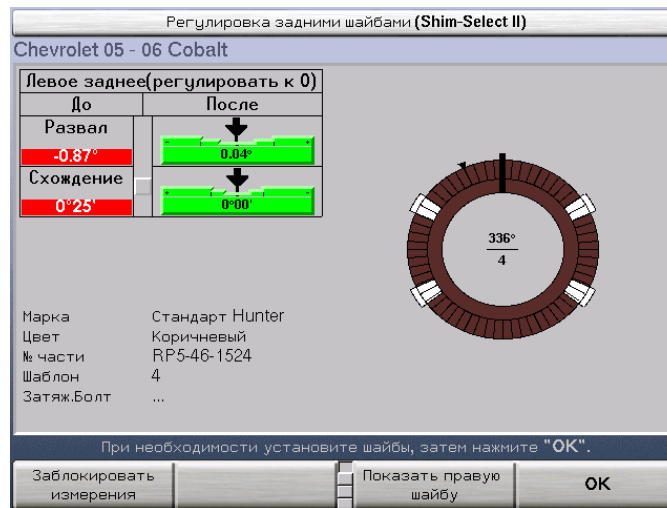 Регулировка задними шайбами (Shim-Select II)
Chevrolet 05 - 06 Cobalt
Левое заднее(регулировать к 0)
До После
Развал
-0.87° - + 0.04°
Схождение
0°25' + - 0°00'
336°
4
Марка Стандарт Hunter
Цвет Коричневый
№ части RP5-46-1524
Шаблон 4
Затяж.Болт ...
При необходимости установите шайбы, затем нажмите "OK".
Заблокировать измерения
Показать правую шайбу
OK